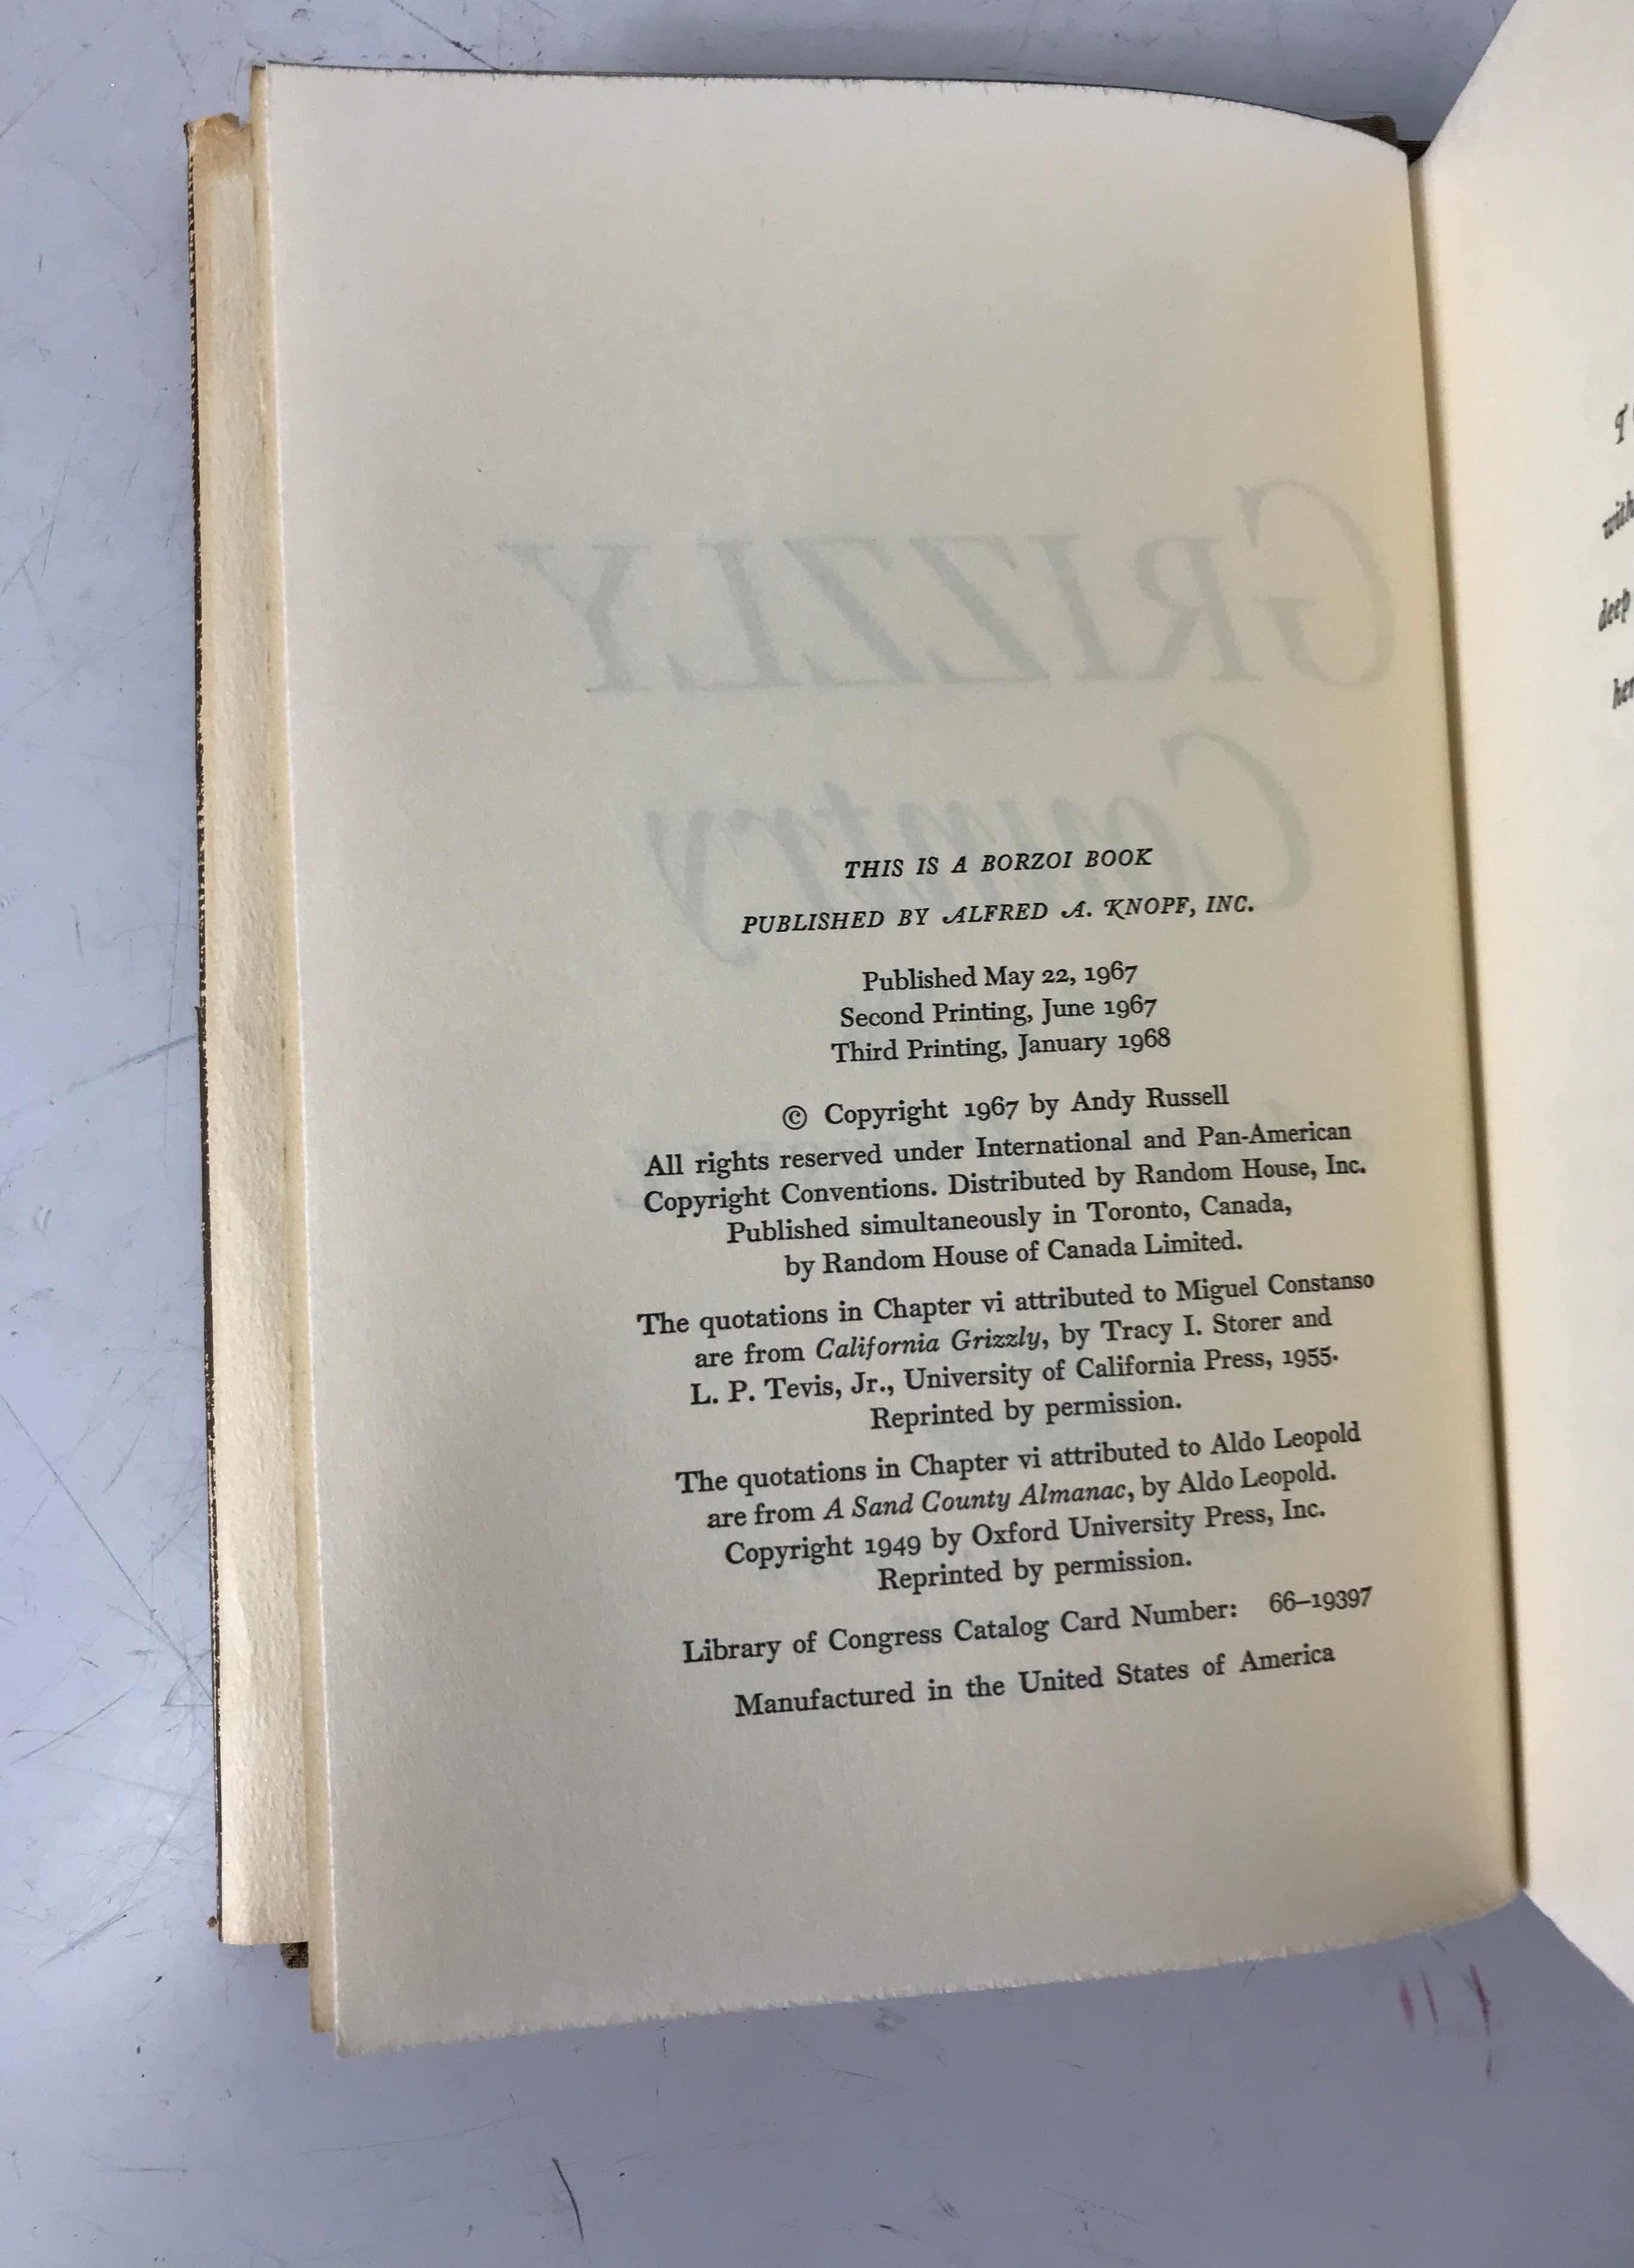 GRIZZLY
Country
THIS IS A BORZOI BOOK
PUBLISHED BY ALFRED A. KNOPF, INC.
Published May 22, 1967
Second Printing, June 1967
Third Printing, January 1968
© Copyright 1967 by Andy Russell
All rights reserved under International and Pan-American
Copyright Conventions. Distributed by Random House, Inc.
Published simultaneously in Toronto, Canada,
by Random House of Canada Limited.
The quotations in Chapter vi attributed to Miguel Constanso
are from California Grizzly, by Tracy I. Storer and
L. P. Tevis, Jr., University of California Press, 1955.
Reprinted by permission.
The quotations in Chapter vi attributed to Aldo Leopold
are from A Sand County Almanac, by Aldo Leopold.
Copyright 1949 by Oxford University Press, Inc.
Reprinted by permission.
Library of Congress Catalog Card Number: 66–19397
Manufactured in the United States of America
with
deep